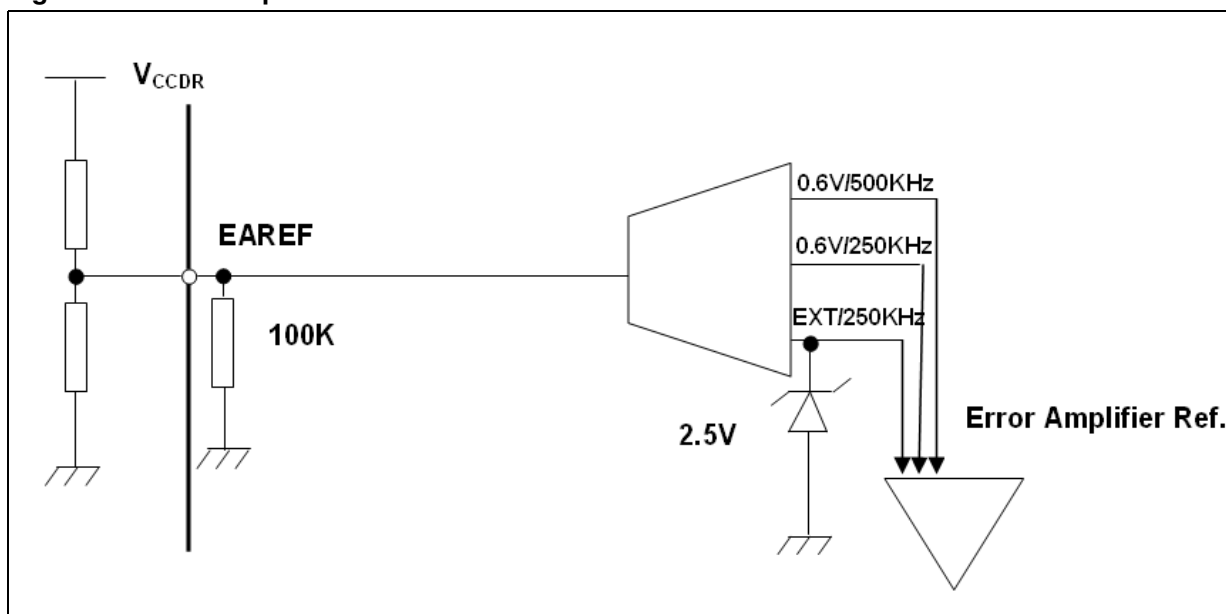 V_CCDR
0.6V/500KHz
EAREF
0.6V/250KHz
100K
EXT/250KHz
2.5V
Error Amplifier Ref.